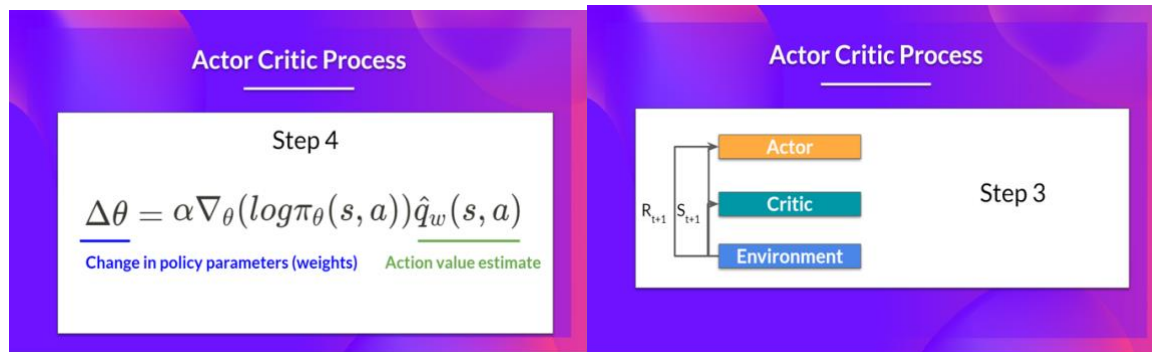 Actor Critic Process
Step 4
Δθ = α∇θ(logπθ(s, a))q̂w(s, a)
Change in policy parameters (weights) Action value estimate
Actor Critic Process
Actor
Critic
Step 3
Rt+1 St+1
Environment